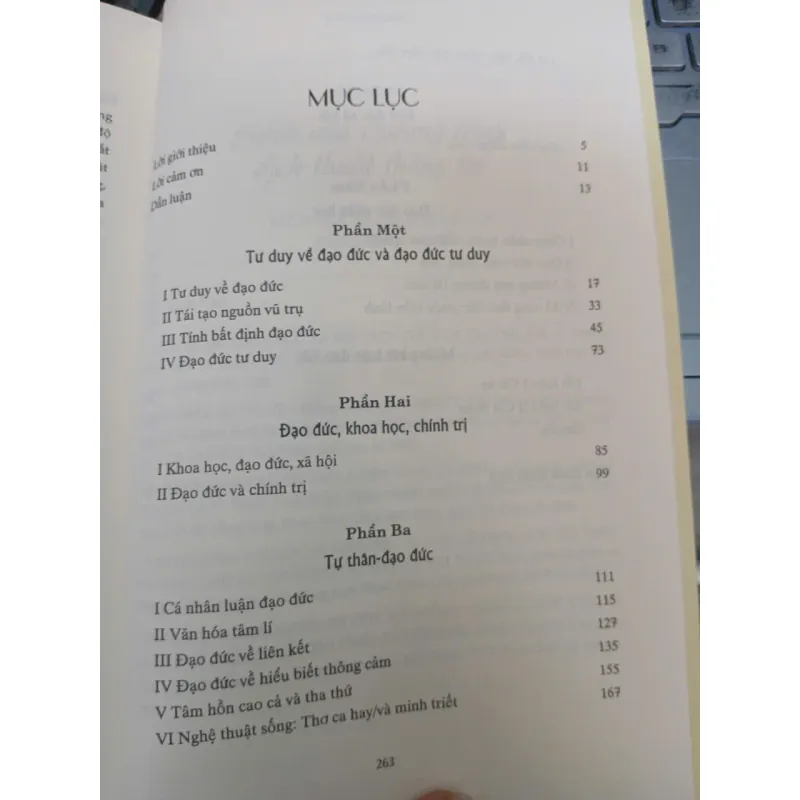 MỤC LỤC
Lời giới thiệu 5
Lời cảm ơn 11
Dẫn luận 13
Phần Một
Tư duy về đạo đức và đạo đức tư duy
I Tư duy về đạo đức 17
II Tái tạo nguồn vũ trụ 33
III Tính bất định đạo đức 45
IV Đạo đức tư duy 73
Phần Hai
Đạo đức, khoa học, chính trị
I Khoa học, đạo đức, xã hội 85
II Đạo đức và chính trị 99
Phần Ba
Tự thân-đạo đức
I Cá nhân luận đạo đức 111
II Văn hóa tâm lí 115
III Đạo đức về liên kết 127
IV Đạo đức về hiểu biết thông cảm 135
V Tâm hồn cao cả và tha thứ 155
VI Nghệ thuật sống: Thơ ca hay/và minh triết 167
263